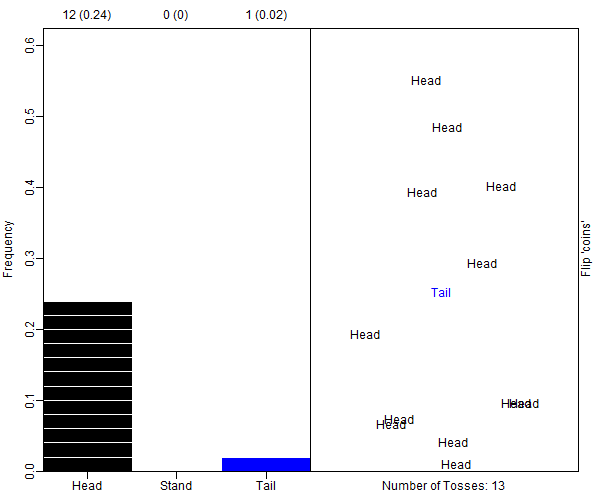 12 (0.24) 0 (0) 1 (0.02)
Frequency
0.6
0.5
0.4
0.3
0.2
0.1
0.0
Head Stand Tail
Head
Head
Head
Head
Head
Tail
Head
Head Head
Head
Head
Head
Head
Number of Tosses: 13
Flip 'coins'